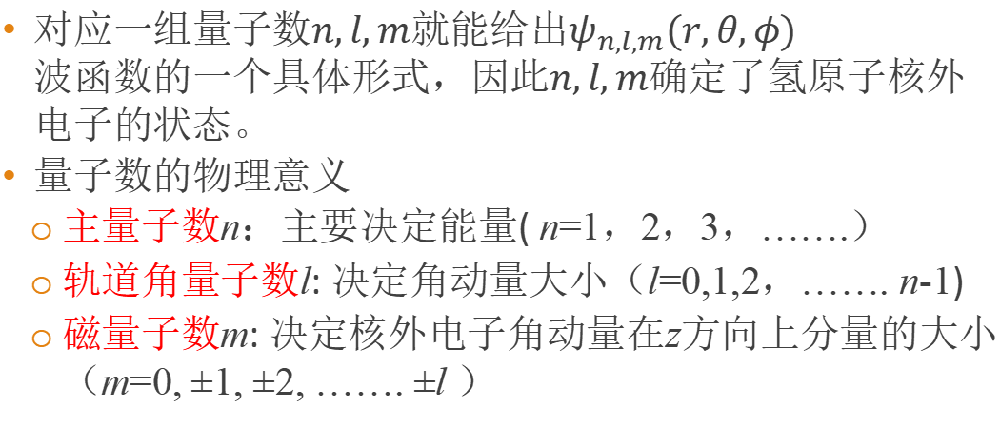 • 对应一组量子数n, l, m就能给出ψn,l,m(r, θ, ϕ)
波函数的一个具体形式，因此n, l, m确定了氢原子核外
电子的状态。
• 量子数的物理意义
o 主量子数n：主要决定能量( n=1，2，3，…….）
o 轨道角量子数l: 决定角动量大小（l=0,1,2，……. n-1)
o 磁量子数m: 决定核外电子角动量在z方向上分量的大小
（m=0, ±1, ±2, ……. ±l ）